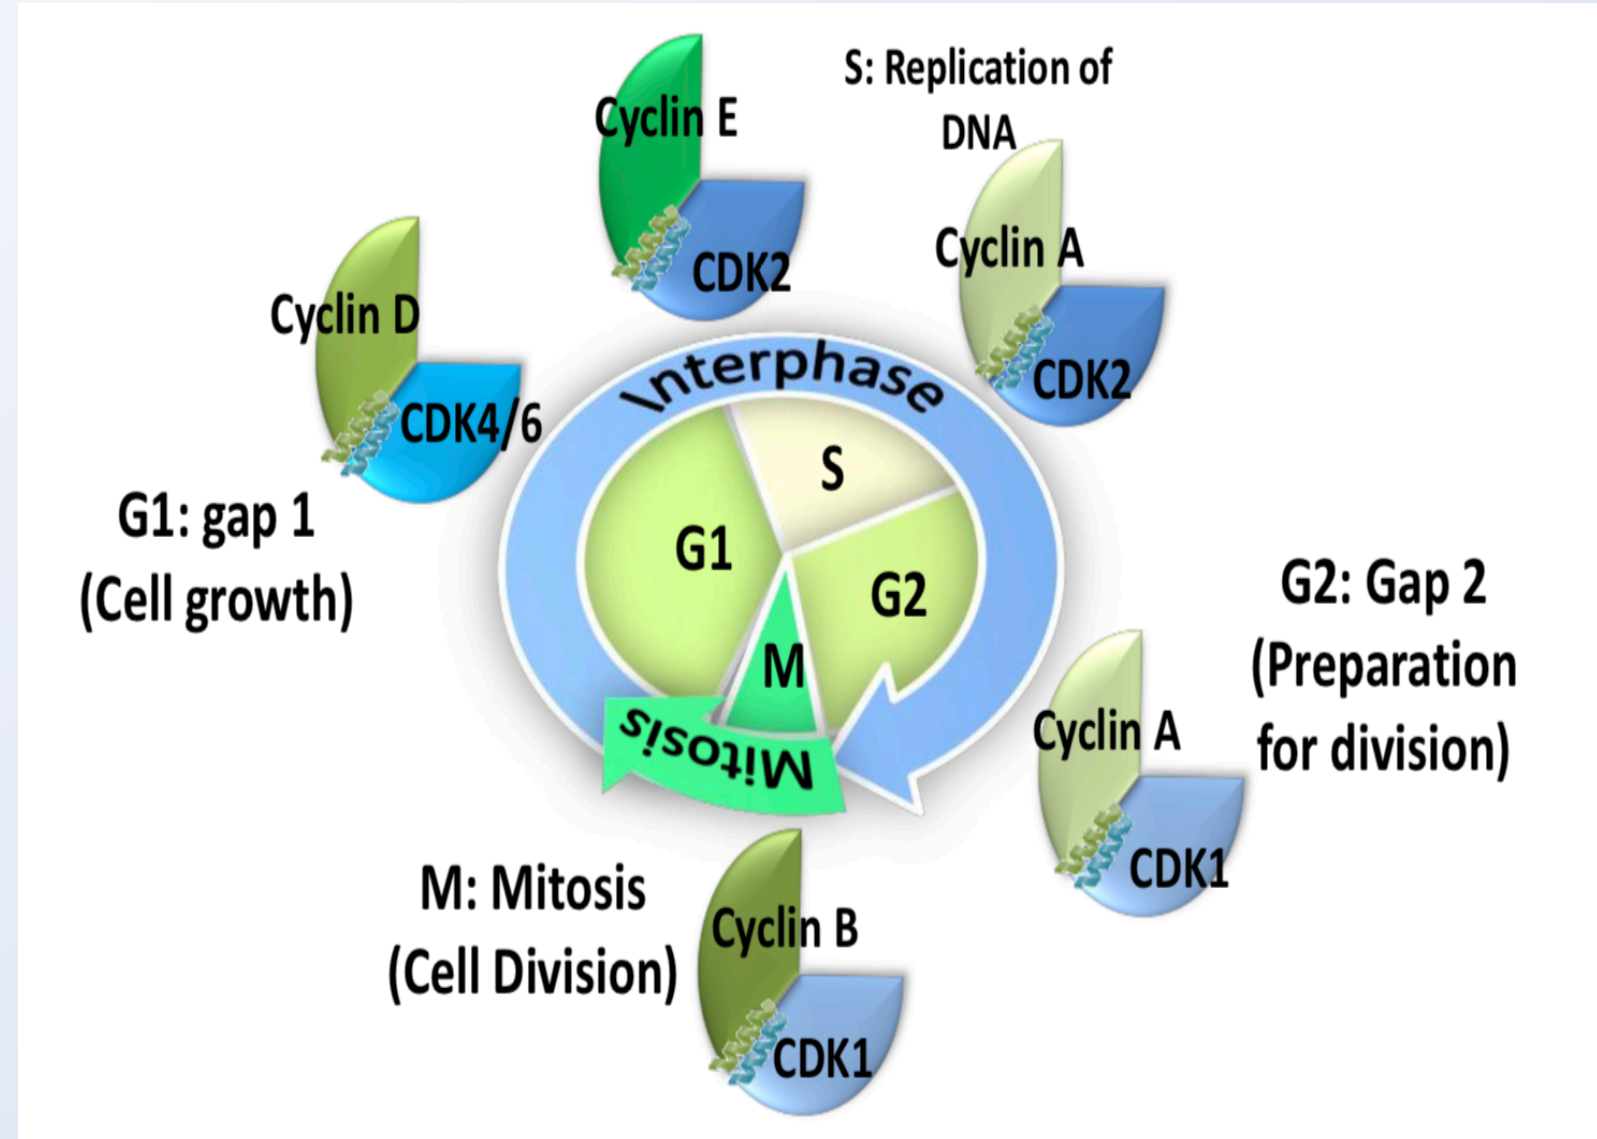 Cyclin E
CDK2
S: Replication of
DNA
Cyclin A
CDK2
Cyclin D
CDK4/6
G1: gap 1
(Cell growth)
Interphase
S
G1
G2
M
Mitosis
G2: Gap 2
(Preparation
for division)
Cyclin A
CDK1
M: Mitosis
(Cell Division)
Cyclin B
CDK1